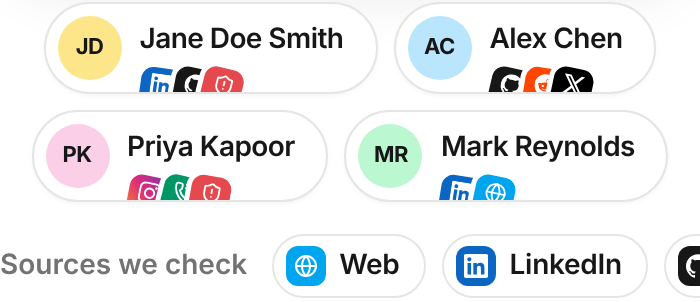 JD Jane Doe Smith AC Alex Chen
PK Priya Kapoor MR Mark Reynolds
Sources we check Web LinkedIn